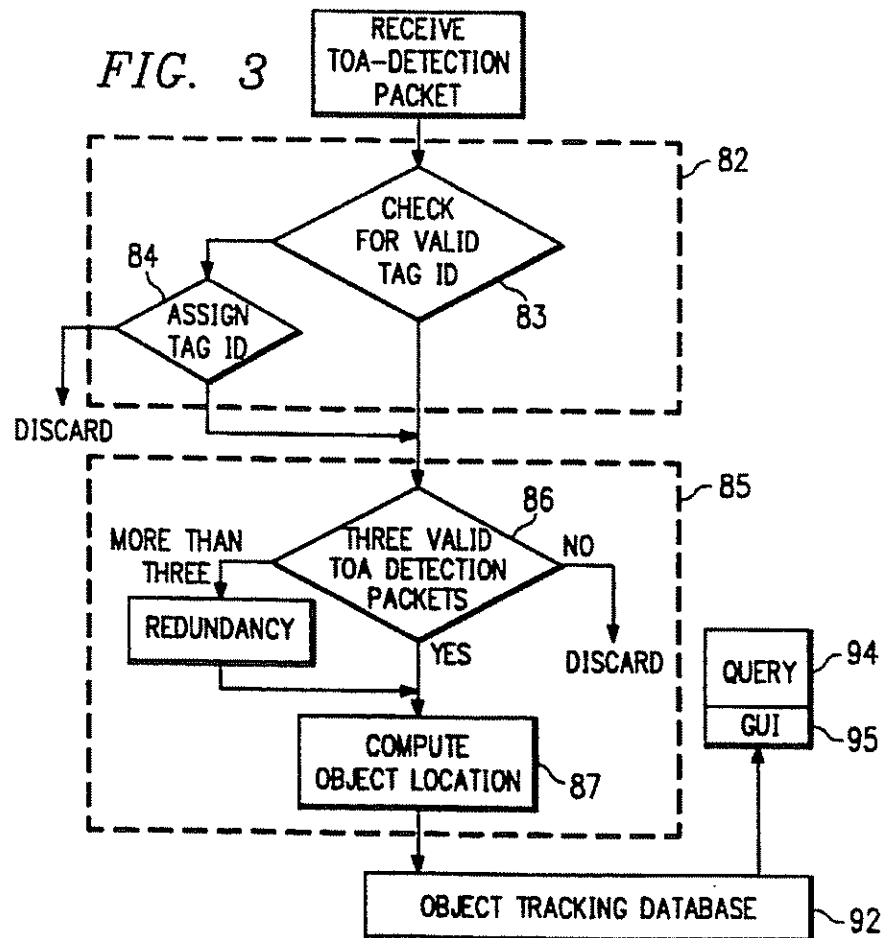 FIG. 3
RECEIVE
TOA-DETECTION
PACKET
82
CHECK
FOR VALID
TAG ID
83
84
ASSIGN
TAG ID
DISCARD
85
86
THREE VALID
TOA DETECTION
PACKETS
MORE THAN
THREE
NO
REDUNDANCY
YES
DISCARD
94
QUERY
GUI
95
COMPUTE
OBJECT LOCATION
87
OBJECT TRACKING DATABASE
92